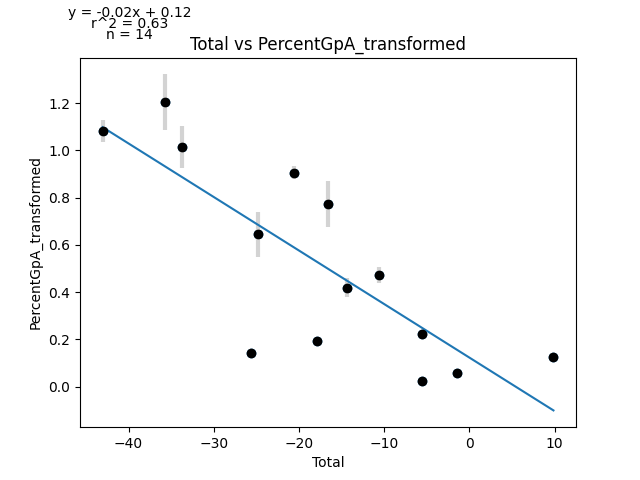 y = -0.02x + 0.12
r^2 = 0.63
n = 14
Total vs PercentGpA_transformed
PercentGpA_transformed
1.2
1.0
0.8
0.6
0.4
0.2
0.0
−40
−30
−20
−10
0
10
Total